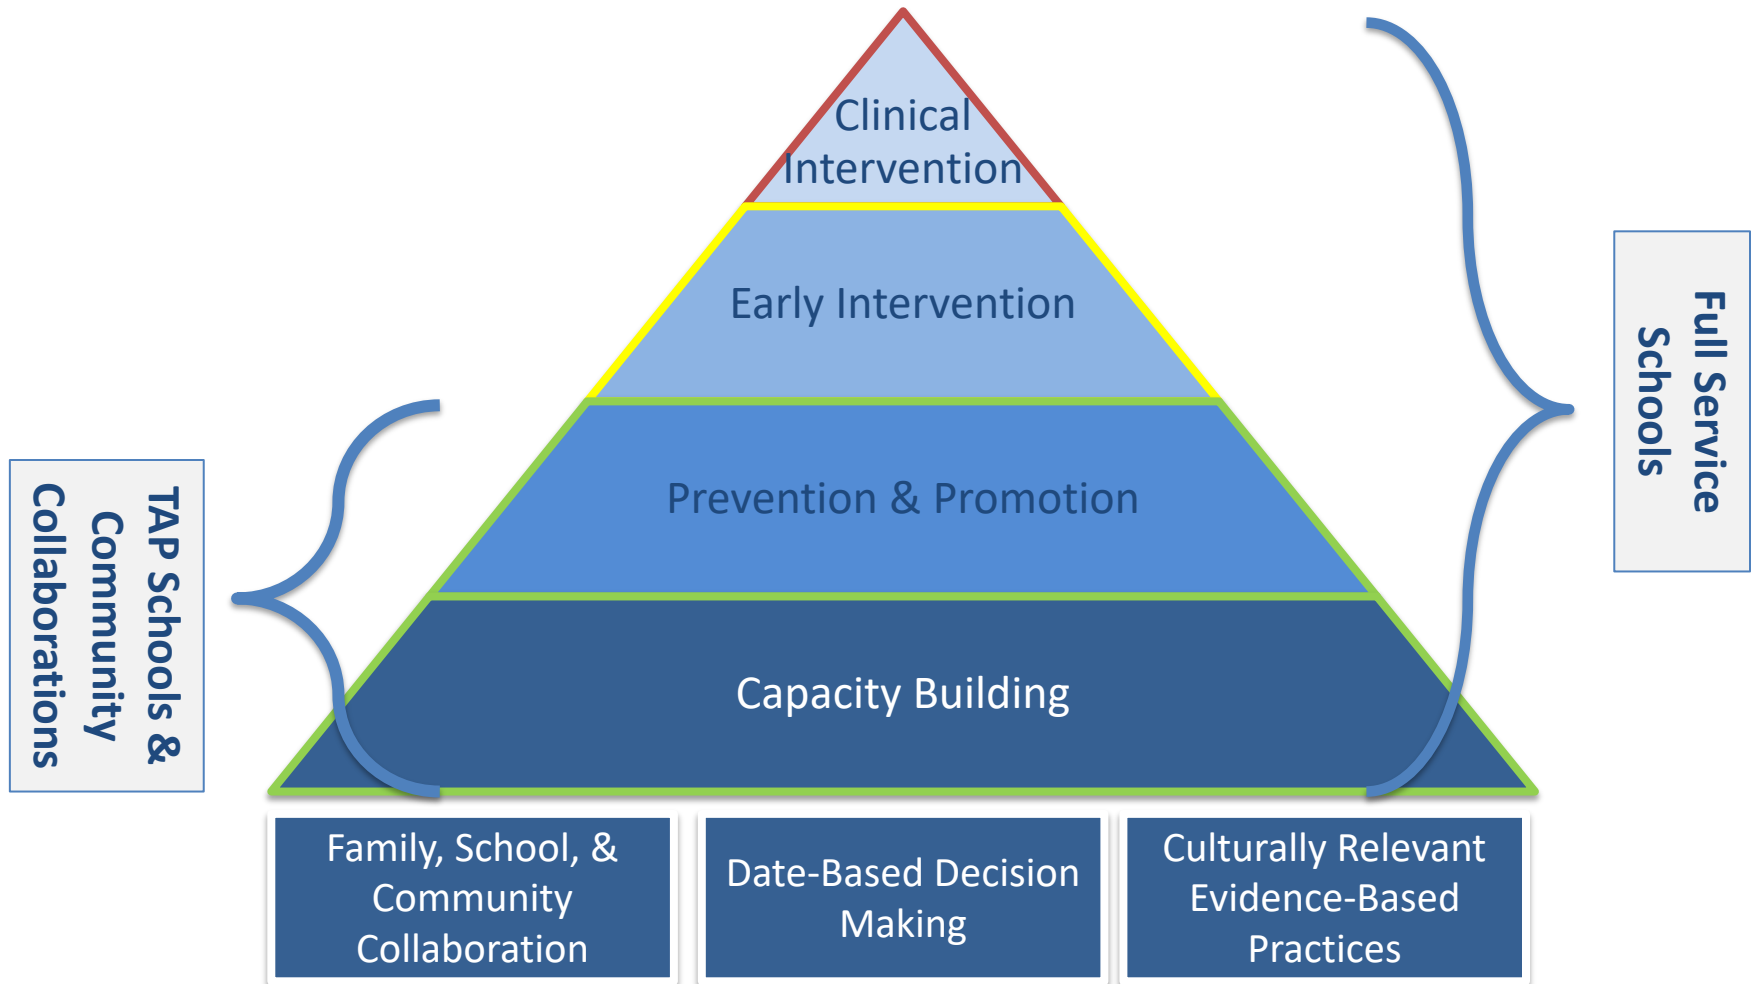 Clinical
Intervention
Early Intervention
Prevention & Promotion
Capacity Building
TAP Schools &
Community
Collaborations
Full Service
Schools
Family, School, &
Community
Collaboration
Date-Based Decision
Making
Culturally Relevant
Evidence-Based
Practices